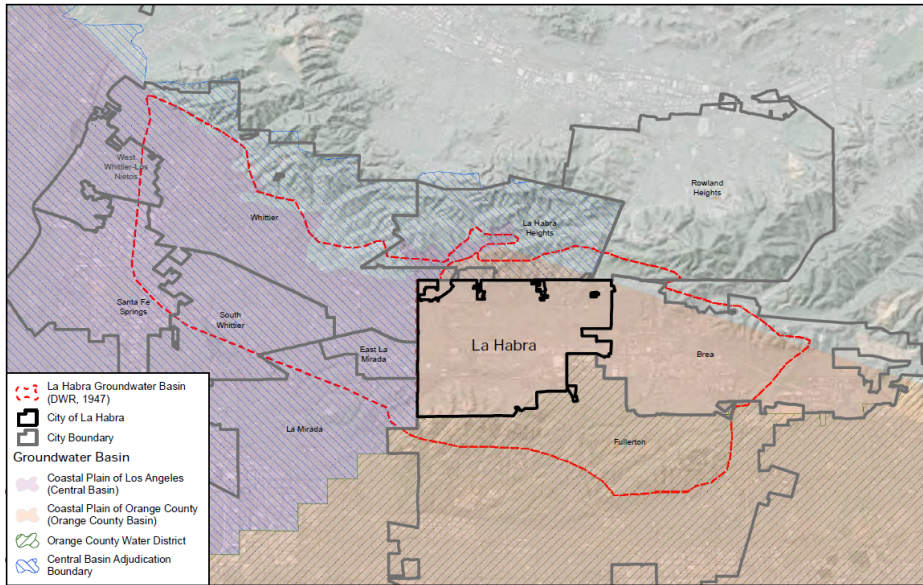 West
Whittier-Los
Nietos
Rowland
Heights
Whittier
La Habra
Heights
Santa Fe
Springs
South
Whittier
East La
Mirada
La Habra
Brea
La Mirada
Fullerton
La Habra Groundwater Basin
(DWR, 1947)
City of La Habra
City Boundary
Groundwater Basin
Coastal Plain of Los Angeles
(Central Basin)
Coastal Plain of Orange County
(Orange County Basin)
Orange County Water District
Central Basin Adjudication
Boundary